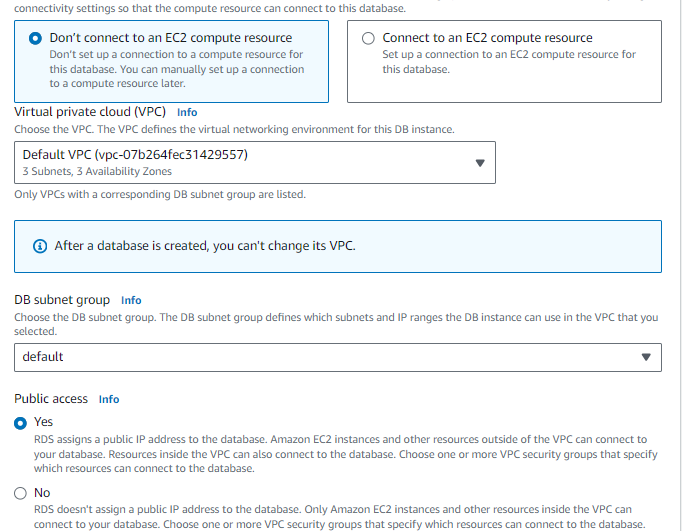 connectivity settings so that the compute resource can connect to this database.
Don't connect to an EC2 compute resource
Don't set up a connection to a compute resource for
this database. You can manually set up a connection
to a compute resource later.
Connect to an EC2 compute resource
Set up a connection to an EC2 compute resource for
this database.
Virtual private cloud (VPC) Info
Choose the VPC. The VPC defines the virtual networking environment for this DB instance.
Default VPC (vpc-07b264fec31429557)
3 Subnets, 3 Availability Zones
Only VPCs with a corresponding DB subnet group are listed.
After a database is created, you can't change its VPC.
DB subnet group Info
Choose the DB subnet group. The DB subnet group defines which subnets and IP ranges the DB instance can use in the VPC that you
selected.
default
Public access Info
Yes
RDS assigns a public IP address to the database. Amazon EC2 instances and other resources outside of the VPC can connect to
your database. Resources inside the VPC can also connect to the database. Choose one or more VPC security groups that specify
which resources can connect to the database.
No
RDS doesn't assign a public IP address to the database. Only Amazon EC2 instances and other resources inside the VPC can
connect to your database. Choose one or more VPC security groups that specify which resources can connect to the database.